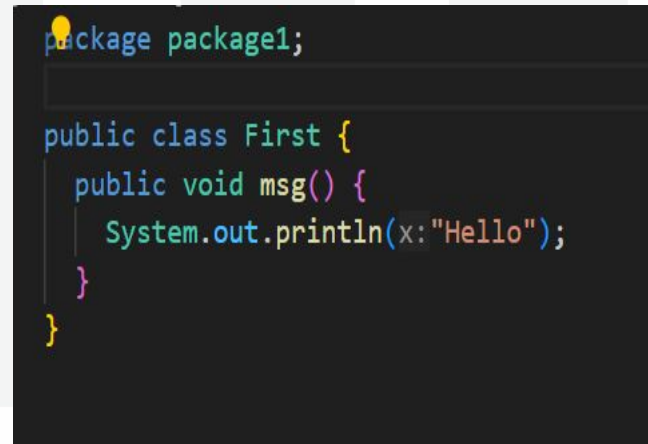 package package1;
public class First {
public void msg() {
System.out.println(x:"Hello");
}
}